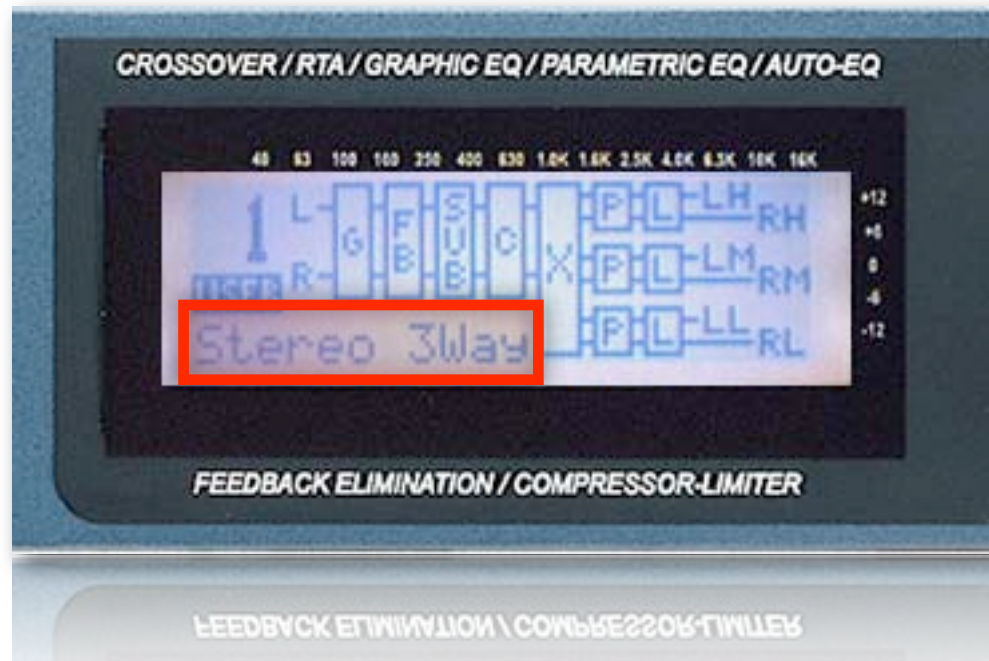 CROSSOVER / RTA / GRAPHIC EQ / PARAMETRIC EQ / AUTO-EQ
40 63 100 160 250 400 630 1.0K 1.6K 2.5K 4.0K 6.3K 10K 16K
1 L G FB SUB C X P L LH RH
+12
+6
R P L LM RM
0
USER
-6
Stereo 3Way P L LL RL
-12
FEEDBACK ELIMINATION / COMPRESSOR-LIMITER
FEEDBACK ELIMINATION / COMPRESSOR-LIMITER